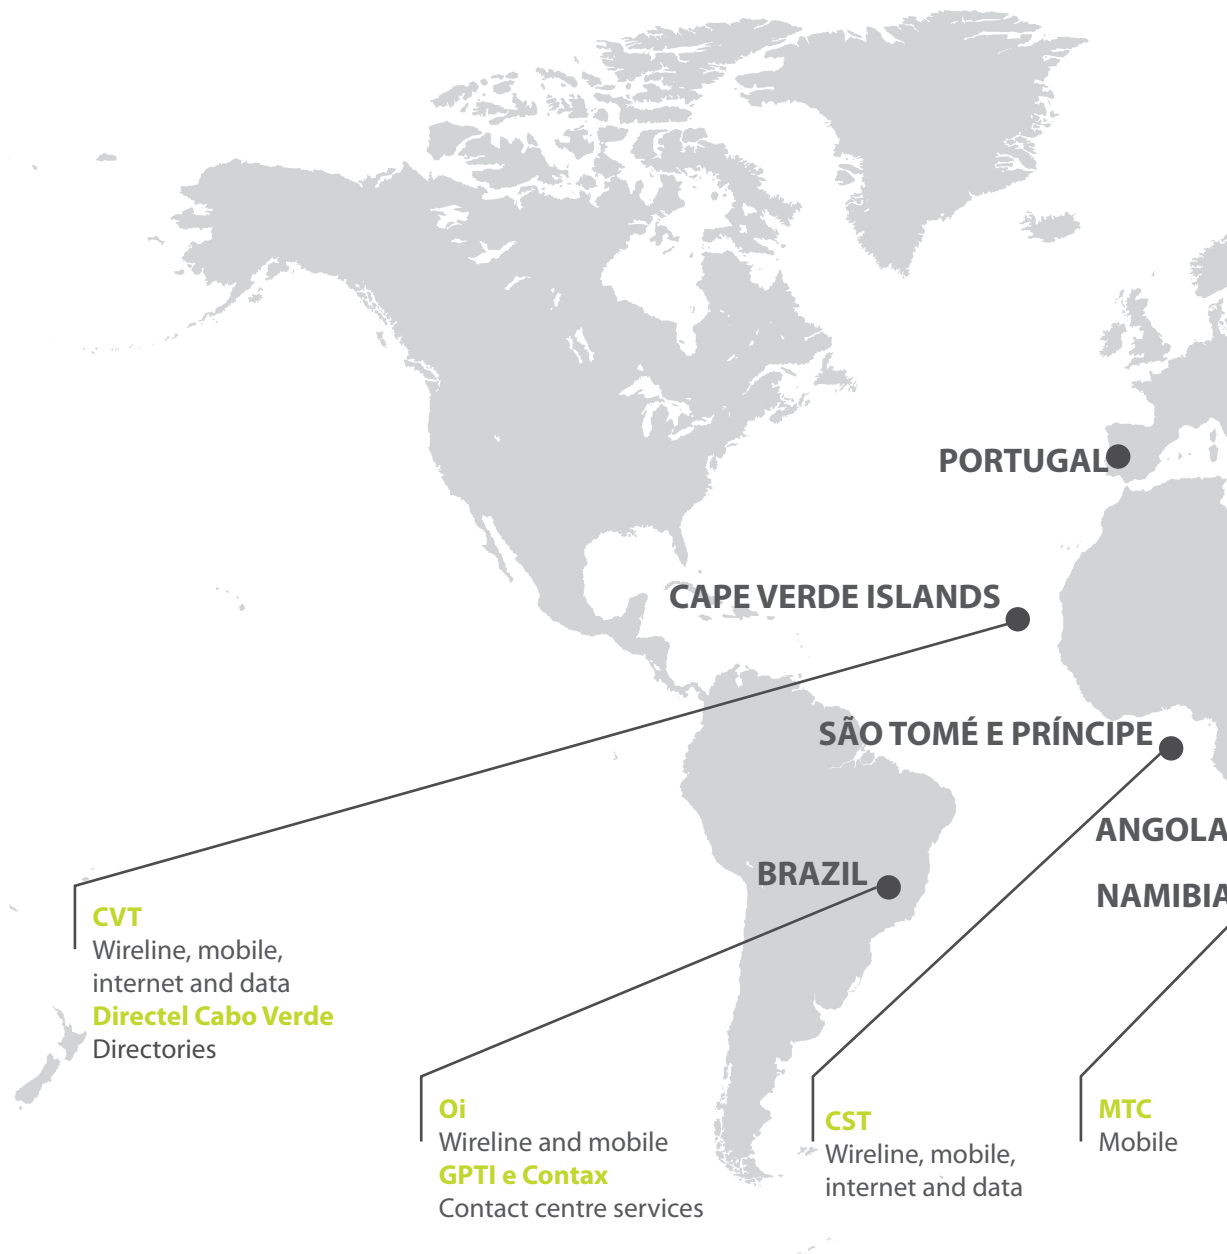 PORTUGAL
CAPE VERDE ISLANDS
SÃO TOMÉ E PRÍNCIPE
ANGOLA
BRAZIL
NAMIBIA
CVT
Wireline, mobile,
internet and data
Directel Cabo Verde
Directories
Oi
Wireline and mobile
GPTI e Contax
Contact centre services
CST
Wireline, mobile,
internet and data
MTC
Mobile